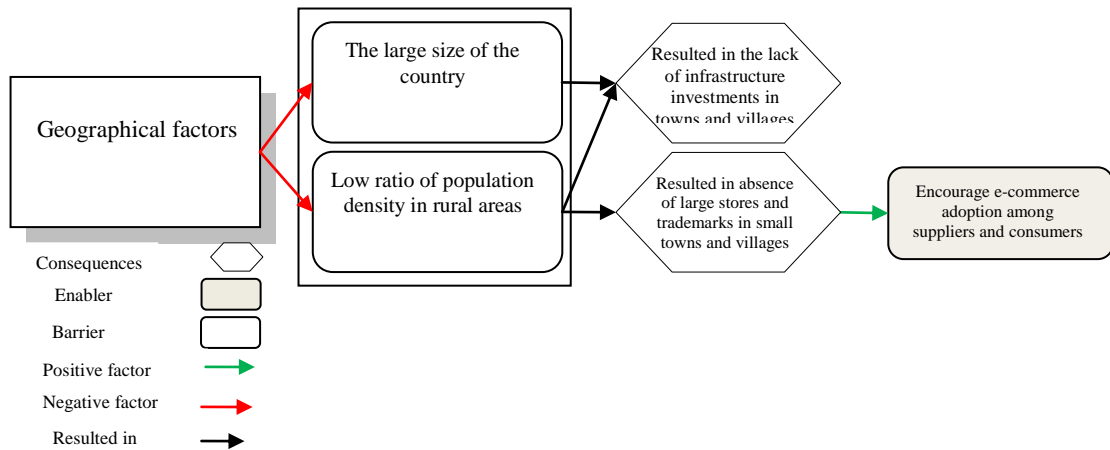 Geographical factors
The large size of the
country
Low ratio of population
density in rural areas
Resulted in the lack
of infrastructure
investments in
towns and villages
Resulted in absence
of large stores and
trademarks in small
towns and villages
Encourage e-commerce
adoption among
suppliers and consumers
Consequences
Enabler
Barrier
Positive factor
Negative factor
Resulted in